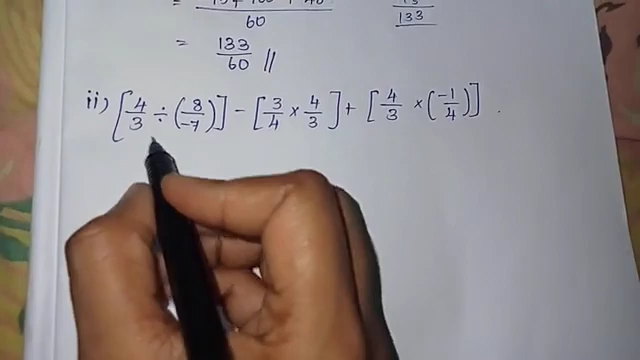 60
133
= 133/60 //
ii) [4/3 ÷ (8/-7)] - [3/4 × 4/3] + [4/3 × (-1/4)] .